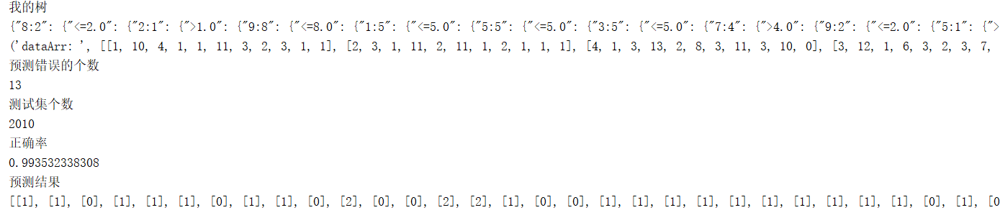 我的树
{"8:2": {"<=2.0": {"2:1": {">1.0": {"9:8": {"<=8.0": {"1:5": {"<=5.0": {"5:5": {"<=5.0": {"3:5": {"<=5.0": {"7:4": {">4.0": {"9:2": {"<=2.0": {"5:1": {">
('dataArr: ', [[1, 10, 4, 1, 1, 11, 3, 2, 3, 1, 1], [2, 3, 1, 11, 2, 11, 1, 2, 1, 1, 1], [4, 1, 3, 13, 2, 8, 3, 11, 3, 10, 0], [3, 12, 1, 6, 3, 2, 3, 7,
预测错误的个数
13
测试集个数
2010
正确率
0.993532338308
预测结果
[[1], [1], [0], [1], [1], [1], [0], [1], [1], [0], [2], [0], [0], [2], [2], [1], [0], [0], [1], [1], [1], [1], [1], [1], [1], [1], [1], [1], [0], [1], [0